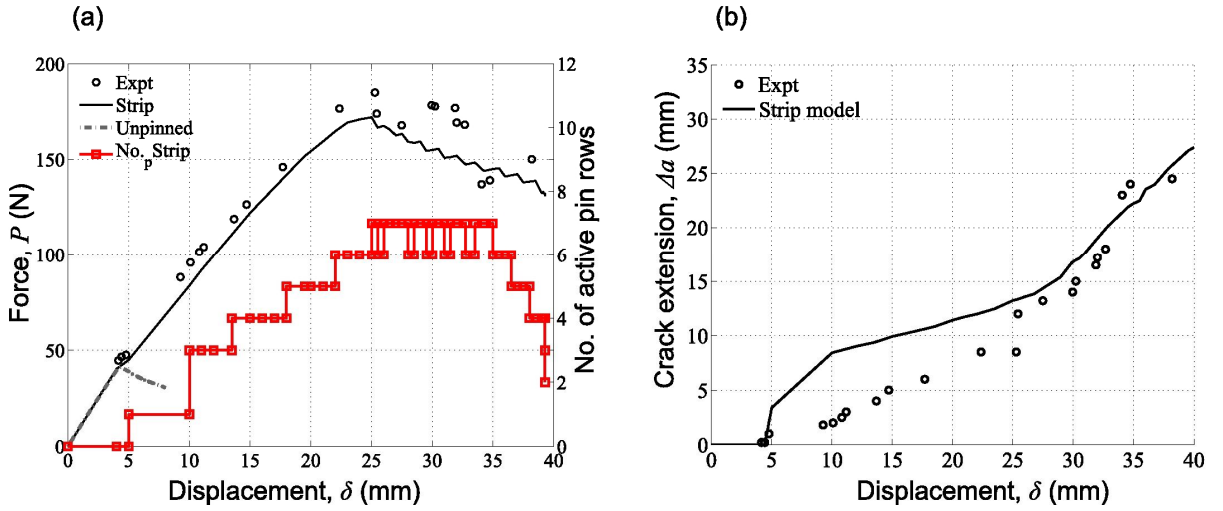 (a)
200
150
100
50
0
Force, P (N)
Expt
Strip
Unpinned
No.p Strip
12
10
8
6
4
2
0
No. of active pin rows
0 5 10 15 20 25 30 35 40
Displacement, δ (mm)
(b)
35
30
25
20
15
10
5
0
Crack extension, Δa (mm)
Expt
Strip model
0 5 10 15 20 25 30 35 40
Displacement, δ (mm)